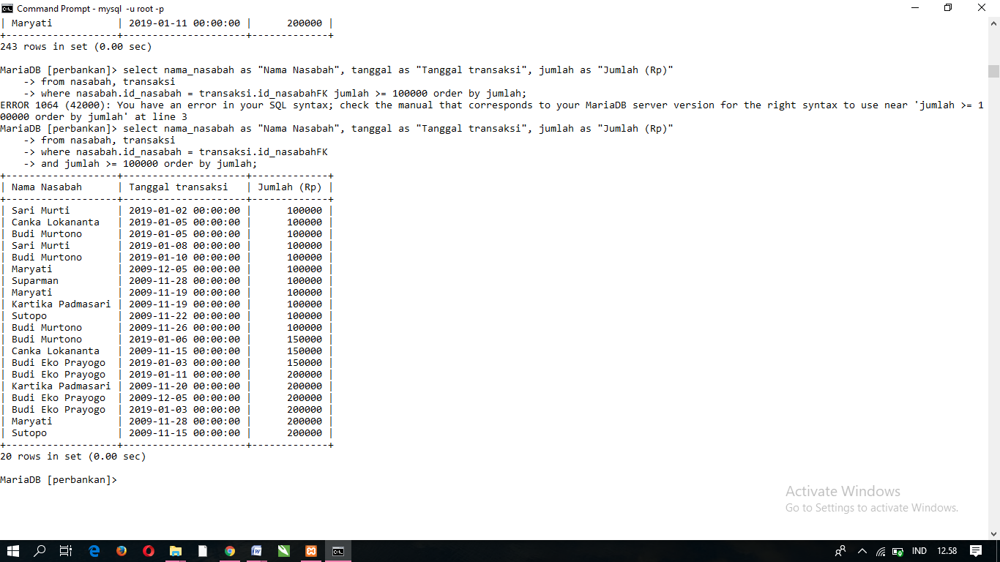 Command Prompt - mysql -u root -p
| Maryati            | 2019-01-11 00:00:00 |      200000 |
+-------------------+---------------------+-------------+
243 rows in set (0.00 sec)
MariaDB [perbankan]> select nama_nasabah as "Nama Nasabah", tanggal as "Tanggal transaksi", jumlah as "Jumlah (Rp)"
    -> from nasabah, transaksi
    -> where nasabah.id_nasabah = transaksi.id_nasabahFK jumlah >= 100000 order by jumlah;
ERROR 1064 (42000): You have an error in your SQL syntax; check the manual that corresponds to your MariaDB server version for the right syntax to use near 'jumlah >= 1
00000 order by jumlah' at line 3
MariaDB [perbankan]> select nama_nasabah as "Nama Nasabah", tanggal as "Tanggal transaksi", jumlah as "Jumlah (Rp)"
    -> from nasabah, transaksi
    -> where nasabah.id_nasabah = transaksi.id_nasabahFK
    -> and jumlah >= 100000 order by jumlah;
+-------------------+---------------------+-------------+
| Nama Nasabah      | Tanggal transaksi   | Jumlah (Rp) |
+-------------------+---------------------+-------------+
| Sari Murti        | 2019-01-02 00:00:00 |      100000 |
| Canka Lokananta   | 2019-01-05 00:00:00 |      100000 |
| Budi Murtono      | 2019-01-05 00:00:00 |      100000 |
| Sari Murti        | 2019-01-08 00:00:00 |      100000 |
| Budi Murtono      | 2019-01-10 00:00:00 |      100000 |
| Maryati           | 2009-12-05 00:00:00 |      100000 |
| Suparman          | 2009-11-28 00:00:00 |      100000 |
| Maryati           | 2009-11-19 00:00:00 |      100000 |
| Kartika Padmasari | 2009-11-19 00:00:00 |      100000 |
| Sutopo            | 2009-11-22 00:00:00 |      100000 |
| Budi Murtono      | 2009-11-26 00:00:00 |      100000 |
| Budi Murtono      | 2019-01-06 00:00:00 |      150000 |
| Canka Lokananta   | 2009-11-15 00:00:00 |      150000 |
| Budi Eko Prayogo  | 2019-01-03 00:00:00 |      150000 |
| Budi Eko Prayogo  | 2019-01-11 00:00:00 |      200000 |
| Kartika Padmasari | 2009-11-20 00:00:00 |      200000 |
| Budi Eko Prayogo  | 2009-12-05 00:00:00 |      200000 |
| Budi Eko Prayogo  | 2019-01-03 00:00:00 |      200000 |
| Maryati           | 2009-11-28 00:00:00 |      200000 |
| Sutopo            | 2009-11-15 00:00:00 |      200000 |
+-------------------+---------------------+-------------+
20 rows in set (0.00 sec)
MariaDB [perbankan]>
Activate Windows
Go to Settings to activate Windows.
IND 12.58